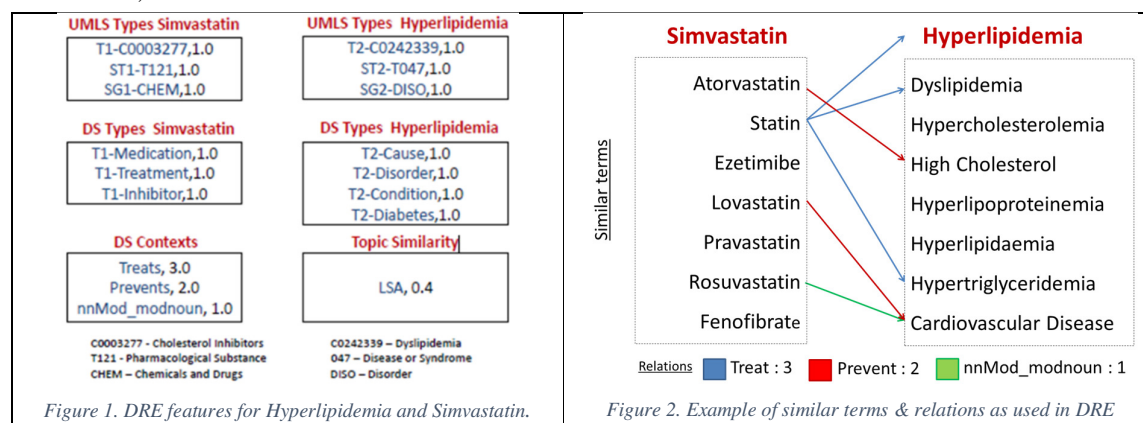 UMLS Types Simvastatin
T1-C0003277,1.0
ST1-T121,1.0
SG1-CHEM,1.0
UMLS Types Hyperlipidemia
T2-C0242339,1.0
ST2-T047,1.0
SG2-DISO,1.0
DS Types Simvastatin
T1-Medication,1.0
T1-Treatment,1.0
T1-Inhibitor,1.0
DS Types Hyperlipidemia
T2-Cause,1.0
T2-Disorder,1.0
T2-Condition,1.0
T2-Diabetes,1.0
DS Contexts
Treats, 3.0
Prevents, 2.0
nnMod_modnoun, 1.0
Topic Similarity
LSA, 0.4
C0003277 - Cholesterol Inhibitors
T121 - Pharmacological Substance
CHEM – Chemicals and Drugs
C0242339 – Dyslipidemia
047 – Disease or Syndrome
DISO – Disorder
Figure 1. DRE features for Hyperlipidemia and Simvastatin.
Simvastatin
Hyperlipidemia
Similar terms
Atorvastatin
Statin
Ezetimibe
Lovastatin
Pravastatin
Rosuvastatin
Fenofibrate
Dyslipidemia
Hypercholesterolemia
High Cholesterol
Hyperlipoproteinemia
Hyperlipidaemia
Hypertriglyceridemia
Cardiovascular Disease
Relations Treat : 3 Prevent : 2 nnMod_modnoun : 1
Figure 2. Example of similar terms & relations as used in DRE